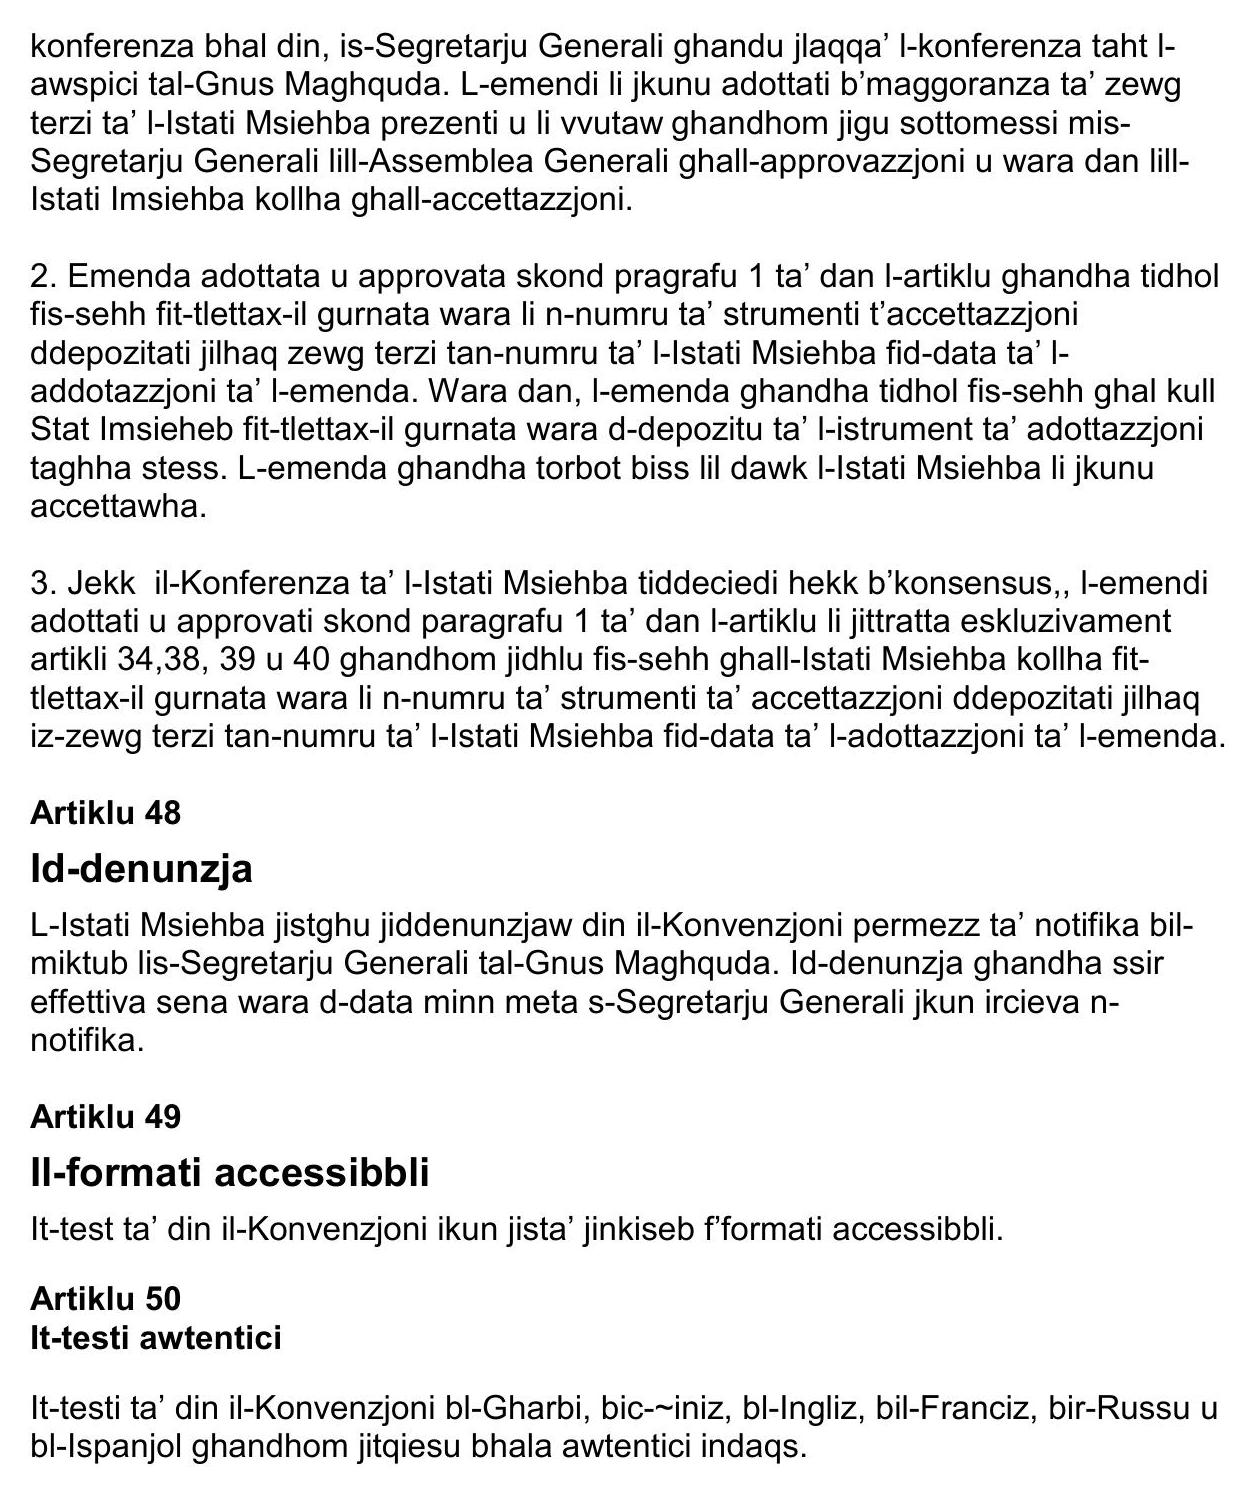 konferenza bhal din, is-Segretarju Generali ghandu jlaqqa’ l-konferenza taht l-
awspici tal-Gnus Maghquda. L-emendi li jkunu adottati b’maggoranza ta’ zewg
terzi ta’ l-Istati Msiehba prezenti u li vvutaw ghandhom jigu sottomessi mis-
Segretarju Generali lill-Assemblea Generali ghall-approvazzjoni u wara dan lill-
Istati Imsiehba kollha ghall-accettazzjoni.

2. Emenda adottata u approvata skond pragrafu 1 ta’ dan l-artiklu ghandha tidhol
fis-sehh fit-tlettax-il gurnata wara li n-numru ta’ strumenti t’accettazzjoni
ddepozitati jilhaq zewg terzi tan-numru ta’ l-Istati Msiehba fid-data ta’ l-
addotazzjoni ta’ l-emenda. Wara dan, l-emenda ghandha tidhol fis-sehh ghal kull
Stat Imsieheb fit-tlettax-il gurnata wara d-depozitu ta’ l-istrument ta’ adottazzjoni
taghha stess. L-emenda ghandha torbot biss lil dawk l-Istati Msiehba li jkunu
accettawha.

3. Jekk  il-Konferenza ta’ l-Istati Msiehba tiddeciedi hekk b’konsensus,, l-emendi
adottati u approvati skond paragrafu 1 ta’ dan l-artiklu li jittratta eskluzivament
artikli 34,38, 39 u 40 ghandhom jidhlu fis-sehh ghall-Istati Msiehba kollha fit-
tlettax-il gurnata wara li n-numru ta’ strumenti ta’ accettazzjoni ddepozitati jilhaq
iz-zewg terzi tan-numru ta’ l-Istati Msiehba fid-data ta’ l-adottazzjoni ta’ l-emenda.

Artiklu 48
Id-denunzja
L-Istati Msiehba jistghu jiddenunzjaw din il-Konvenzjoni permezz ta’ notifika bil-
miktub lis-Segretarju Generali tal-Gnus Maghquda. Id-denunzja ghandha ssir
effettiva sena wara d-data minn meta s-Segretarju Generali jkun ircieva n-
notifika.

Artiklu 49
Il-formati accessibbli
It-test ta’ din il-Konvenzjoni ikun jista’ jinkiseb f’formati accessibbli.

Artiklu 50
It-testi awtentici

It-testi ta’ din il-Konvenzjoni bl-Gharbi, bic-~iniz, bl-Ingliz, bil-Franciz, bir-Russu u
bl-Ispanjol ghandhom jitqiesu bhala awtentici indaqs.